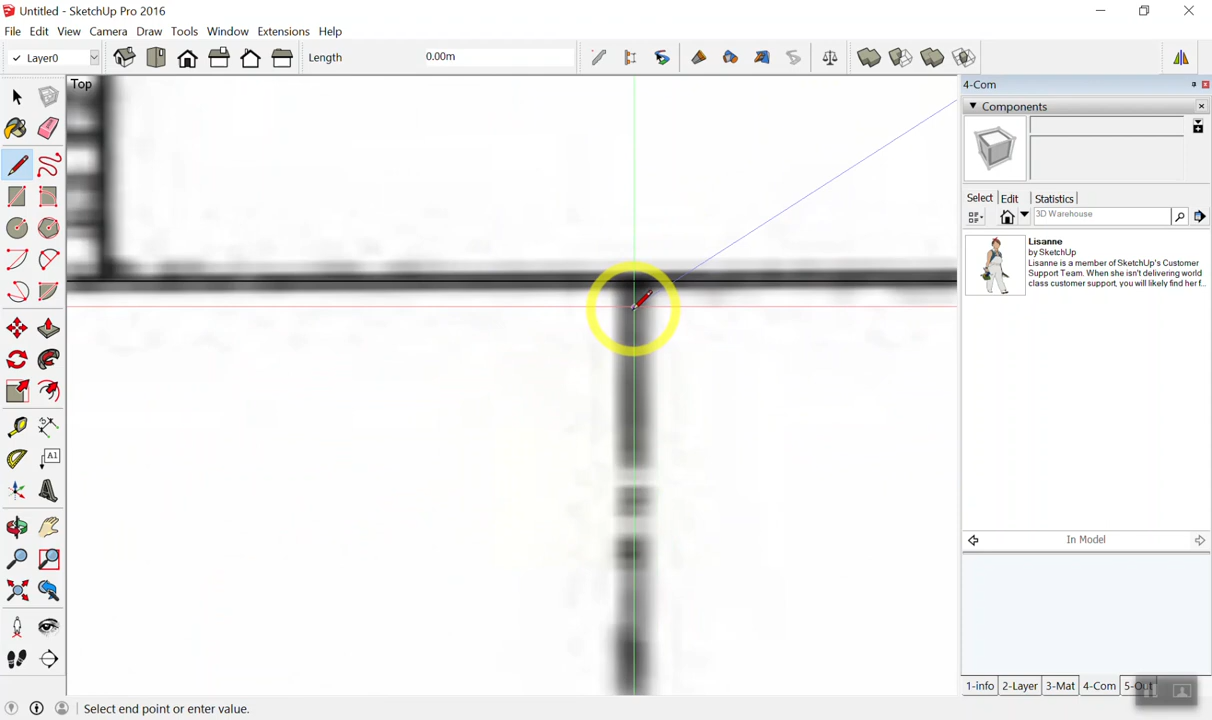 Untitled - SketchUp Pro 2016
File Edit View Camera Draw Tools Window Extensions Help
Layer0
Length 0.00m
Top
4-Com
Components
Select Edit Statistics
3D Warehouse
Lisanne
by SketchUp
Lisanne is a member of SketchUp's Customer
Support Team. When she isn't delivering world
class customer support, you will likely find her f...
A1
In Model
1-info 2-Layer 3-Mat 4-Com 5-Out
Select end point or enter value.